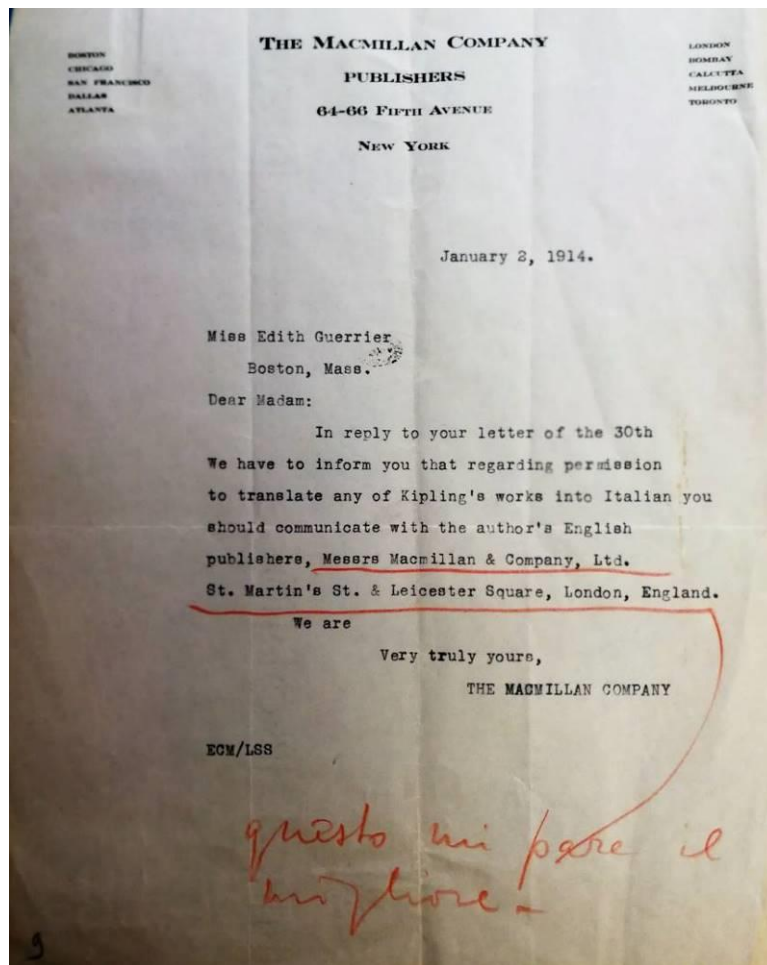 THE MACMILLAN COMPANY
PUBLISHERS
64-66 FIFTH AVENUE
NEW YORK
BOSTON
CHICAGO
SAN FRANCISCO
DALLAS
ATLANTA
LONDON
BOMBAY
CALCUTTA
MELBOURNE
TORONTO
January 2, 1914.
Miss Edith Guerrier
Boston, Mass.
Dear Madam:
In reply to your letter of the 30th
We have to inform you that regarding permission
to translate any of Kipling's works into Italian you
should communicate with the author's English
publishers, Messrs Macmillan & Company, Ltd.
St. Martin's St. & Leicester Square, London, England.
We are
Very truly yours,
THE MACMILLAN COMPANY
ECM/LSS
questo mi pare il
migliore.-
9